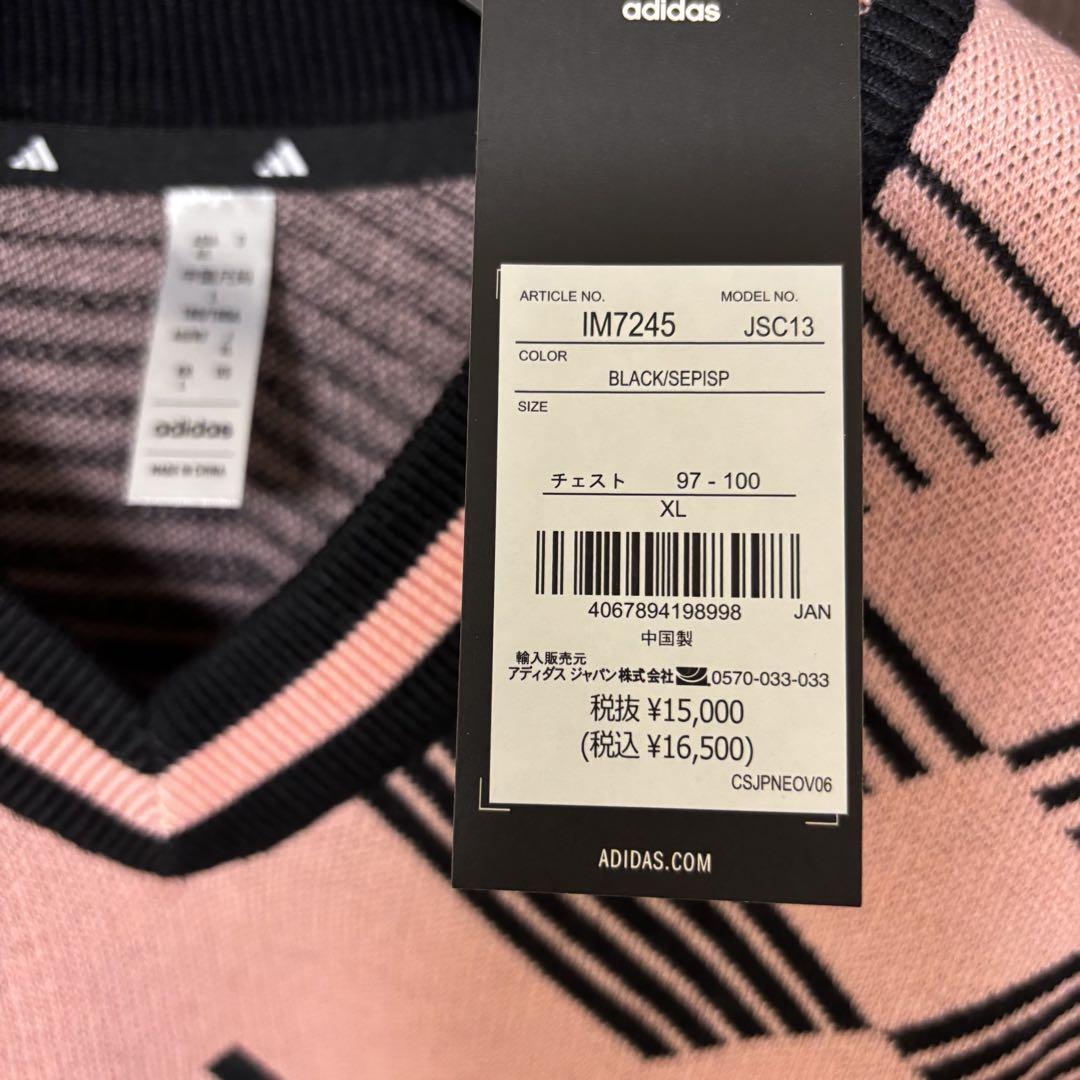 adidas
ARTICLE NO. MODEL NO.
IM7245 JSC13
COLOR
BLACK/SEPISP
SIZE
チェスト 97 - 100
XL
4067894198998 JAN
中国製
輸入販売元
アディダス ジャパン株式会社 0570-033-033
税抜 ¥15,000
(税込 ¥16,500)
CSJPNEOV06
ADIDAS.COM
adidas
MADE IN CHINA